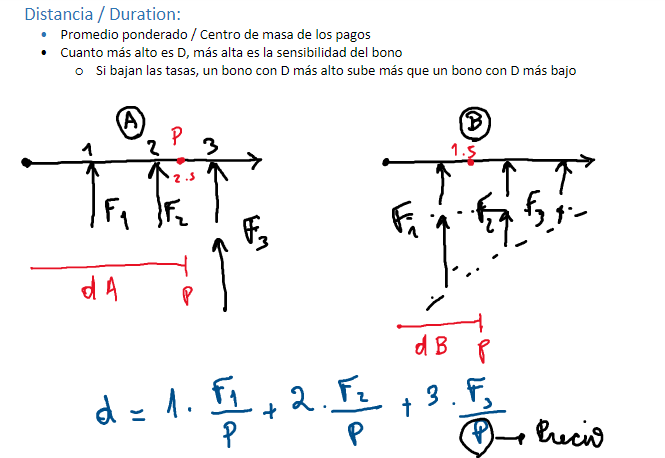 Distancia / Duration:
• Promedio ponderado / Centro de masa de los pagos
• Cuanto más alto es D, más alta es la sensibilidad del bono
o Si bajan las tasas, un bono con D más alto sube más que un bono con D más bajo
A B
1 2 P 3
2.5
1.5
F1 F2 F3
F1 F2 F3
dA P
dB P
d = 1. F1/P + 2. F2/P + 3. F3/P → Precio